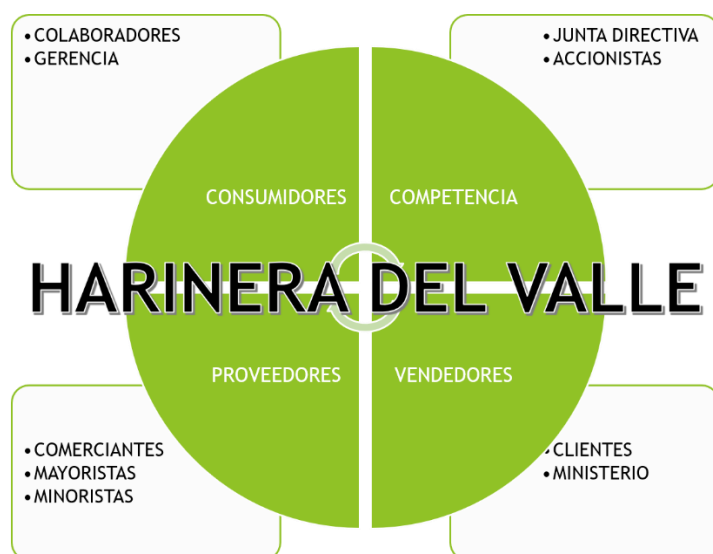 • COLABORADORES
• GERENCIA
• JUNTA DIRECTIVA
• ACCIONISTAS
CONSUMIDORES
COMPETENCIA
HARINERA DEL VALLE
PROVEEDORES
VENDEDORES
• COMERCIANTES
• MAYORISTAS
• MINORISTAS
• CLIENTES
• MINISTERIO